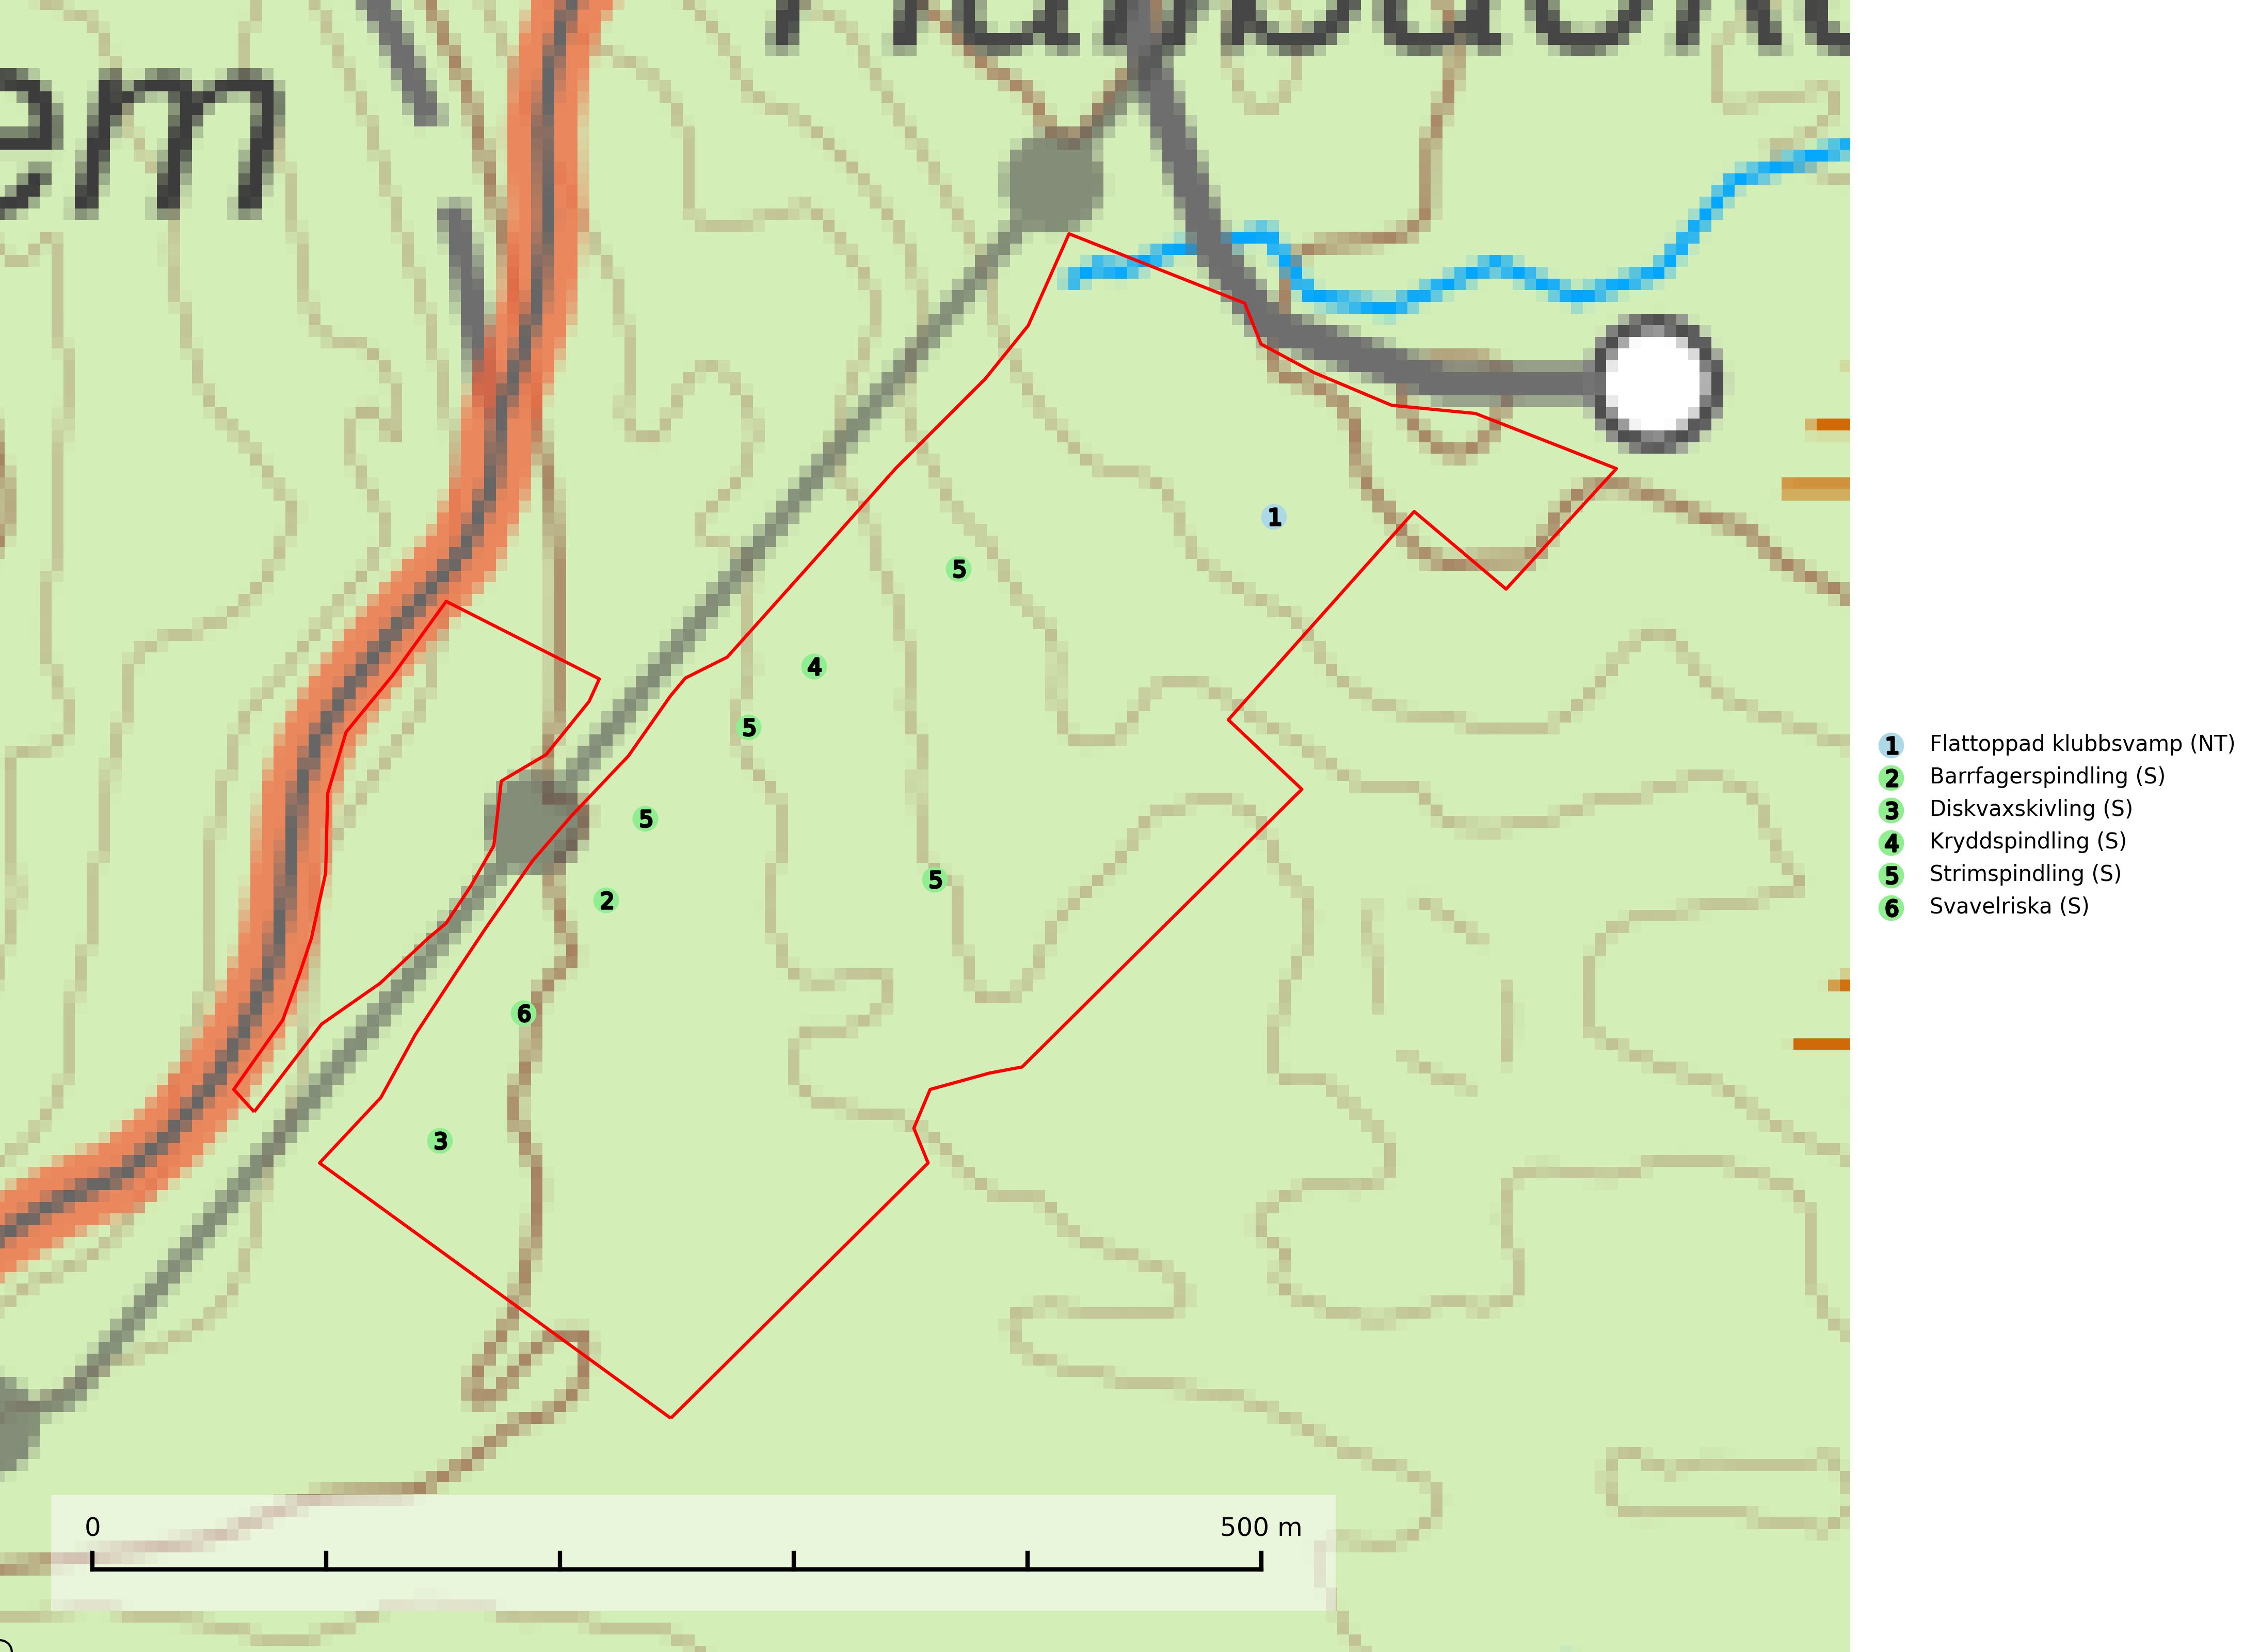 em
1
5
4
5
5
2
5
6
3
1 Flattoppad klubbsvamp (NT)
2 Barrfagerspindling (S)
3 Diskvaxskivling (S)
4 Kryddspindling (S)
5 Strimspindling (S)
6 Svavelriska (S)
0 500 m